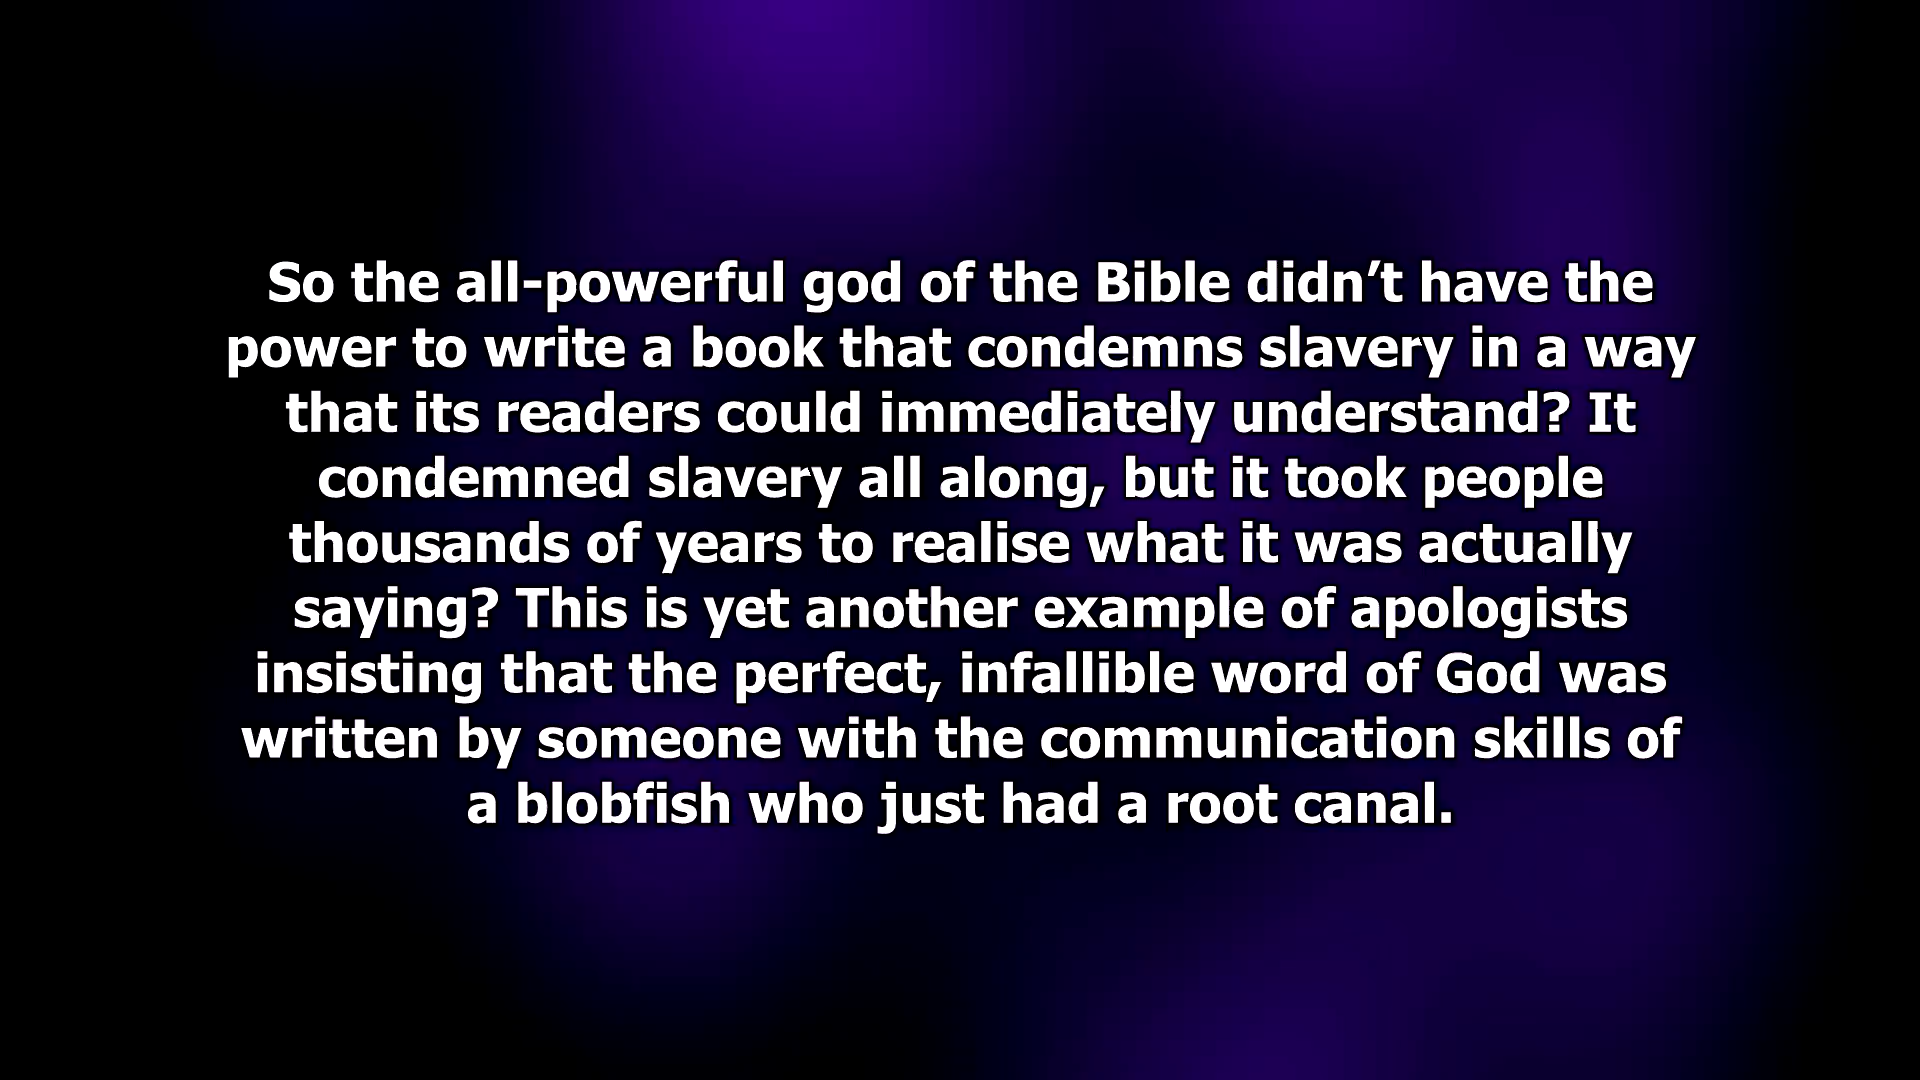 So the all-powerful god of the Bible didn’t have the
power to write a book that condemns slavery in a way
that its readers could immediately understand? It
condemned slavery all along, but it took people
thousands of years to realise what it was actually
saying? This is yet another example of apologists
insisting that the perfect, infallible word of God was
written by someone with the communication skills of
a blobfish who just had a root canal.